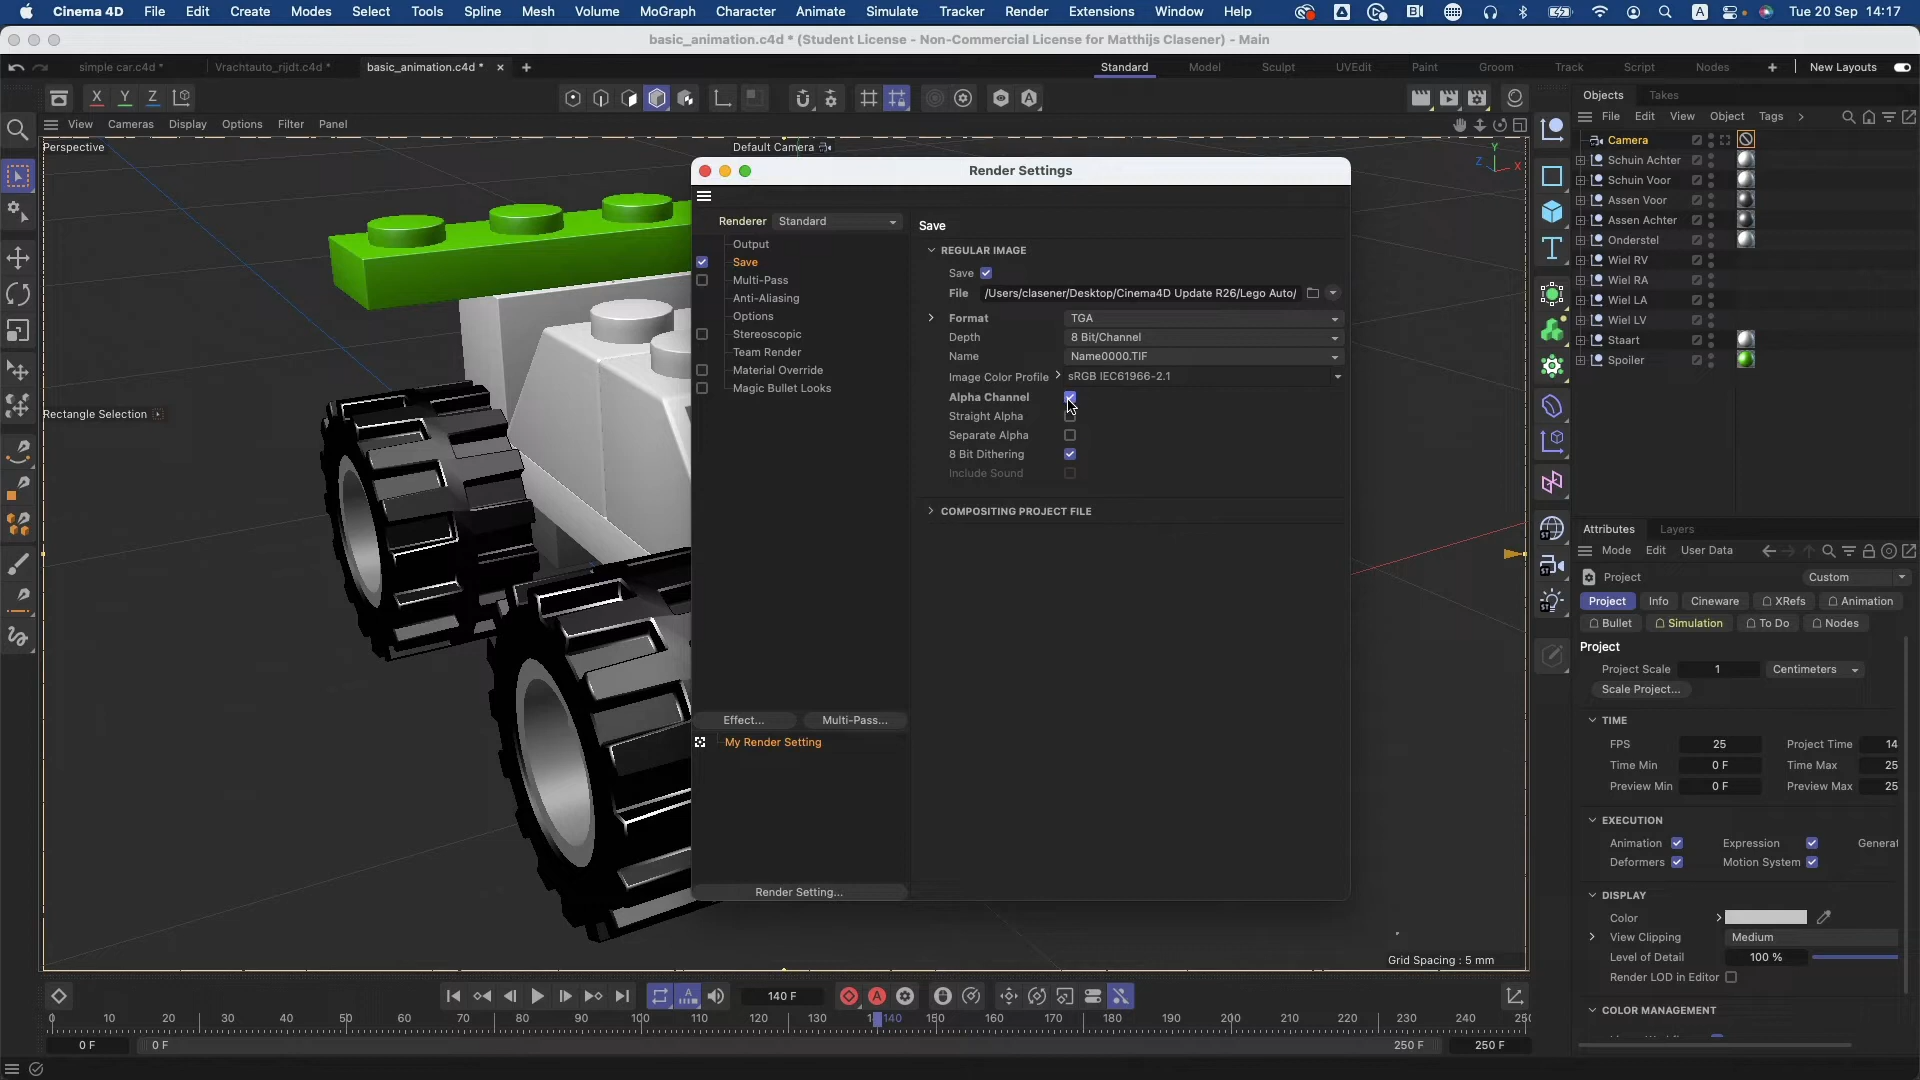 Cinema 4D File Edit Create Modes Select Tools Spline Mesh Volume MoGraph Character Animate Simulate Tracker Render Extensions Window Help A Tue 20 Sep 14:17
basic_animation.c4d * (Student License - Non-Commercial License for Matthijs Clasener) - Main
simple car.c4d * Vrachtauto_rijdt.c4d * basic_animation.c4d * Standard Model Sculpt UVEdit Paint Groom Track Script Nodes New Layouts
X Y Z
Objects Takes
View Cameras Display Options Filter Panel
File Edit View Object Tags
Perspective Default Camera
Y
Z X
Camera
Schuin Achter
Schuin Voor
Assen Voor
Assen Achter
Onderstel
Wiel RV
Wiel RA
Wiel LA
Wiel LV
Staart
Spoiler
Rectangle Selection
Render Settings
Renderer Standard
Output
Save
Multi-Pass
Anti-Aliasing
Options
Stereoscopic
Team Render
Material Override
Magic Bullet Looks
Effect... Multi-Pass...
My Render Setting
Render Setting...
Save
REGULAR IMAGE
Save
File /Users/clasener/Desktop/Cinema4D Update R26/Lego Auto/
Format TGA
Depth 8 Bit/Channel
Name Name0000.TIF
Image Color Profile sRGB IEC61966-2.1
Alpha Channel
Straight Alpha
Separate Alpha
8 Bit Dithering
Include Sound
COMPOSITING PROJECT FILE
Attributes Layers
Mode Edit User Data
Project Custom
Project Info Cineware XRefs Animation
Bullet Simulation To Do Nodes
Project
Project Scale 1 Centimeters
Scale Project...
TIME
FPS 25 Project Time 14
Time Min 0 F Time Max 25
Preview Min 0 F Preview Max 25
EXECUTION
Animation Expression Generat
Deformers Motion System
DISPLAY
Color
View Clipping Medium
Level of Detail 100 %
Render LOD in Editor
COLOR MANAGEMENT
Grid Spacing : 5 mm
140 F
0 10 20 30 40 50 60 70 80 90 100 110 120 130 140 150 160 170 180 190 200 210 220 230 240 25
0 F 0 F 250 F 250 F